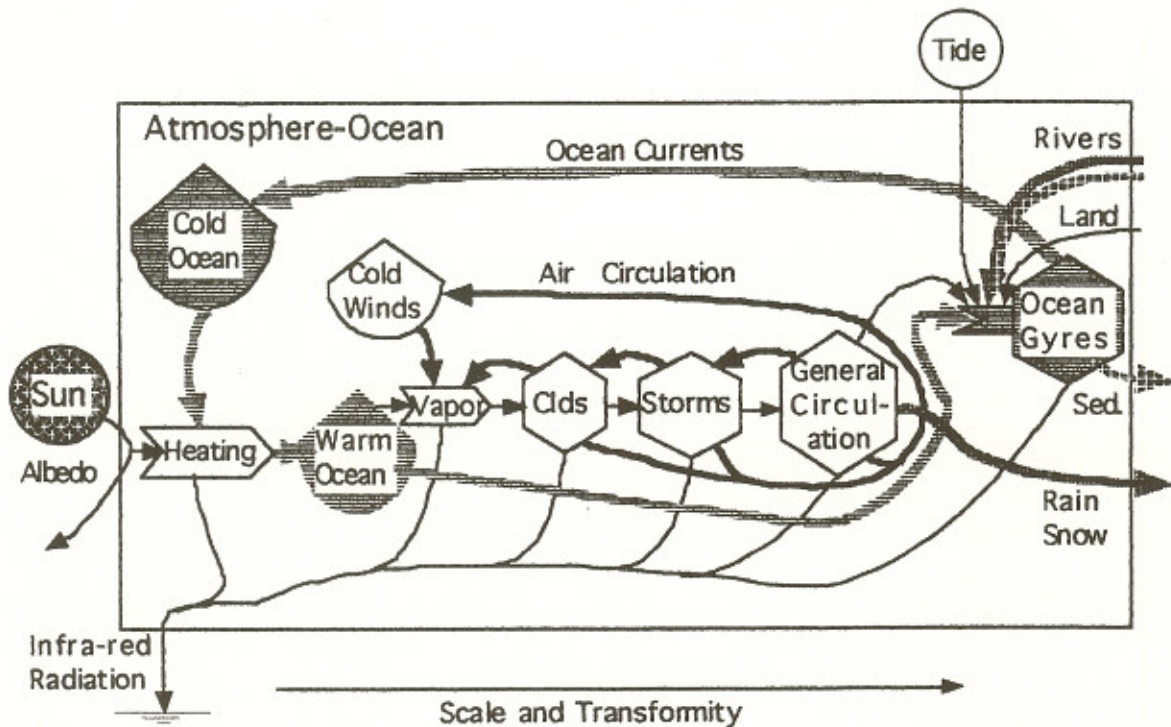 Tide
Atmosphere-Ocean
Rivers
Ocean Currents
Land
Cold
Ocean
Cold
Winds
Air Circulation
Ocean
Gyres
Sun
Albedo
Heating
Warm
Ocean
Vapor
Clds
Storms
General
Circul-
ation
Sed.
Rain
Snow
Infra-red
Radiation
Scale and Transformity